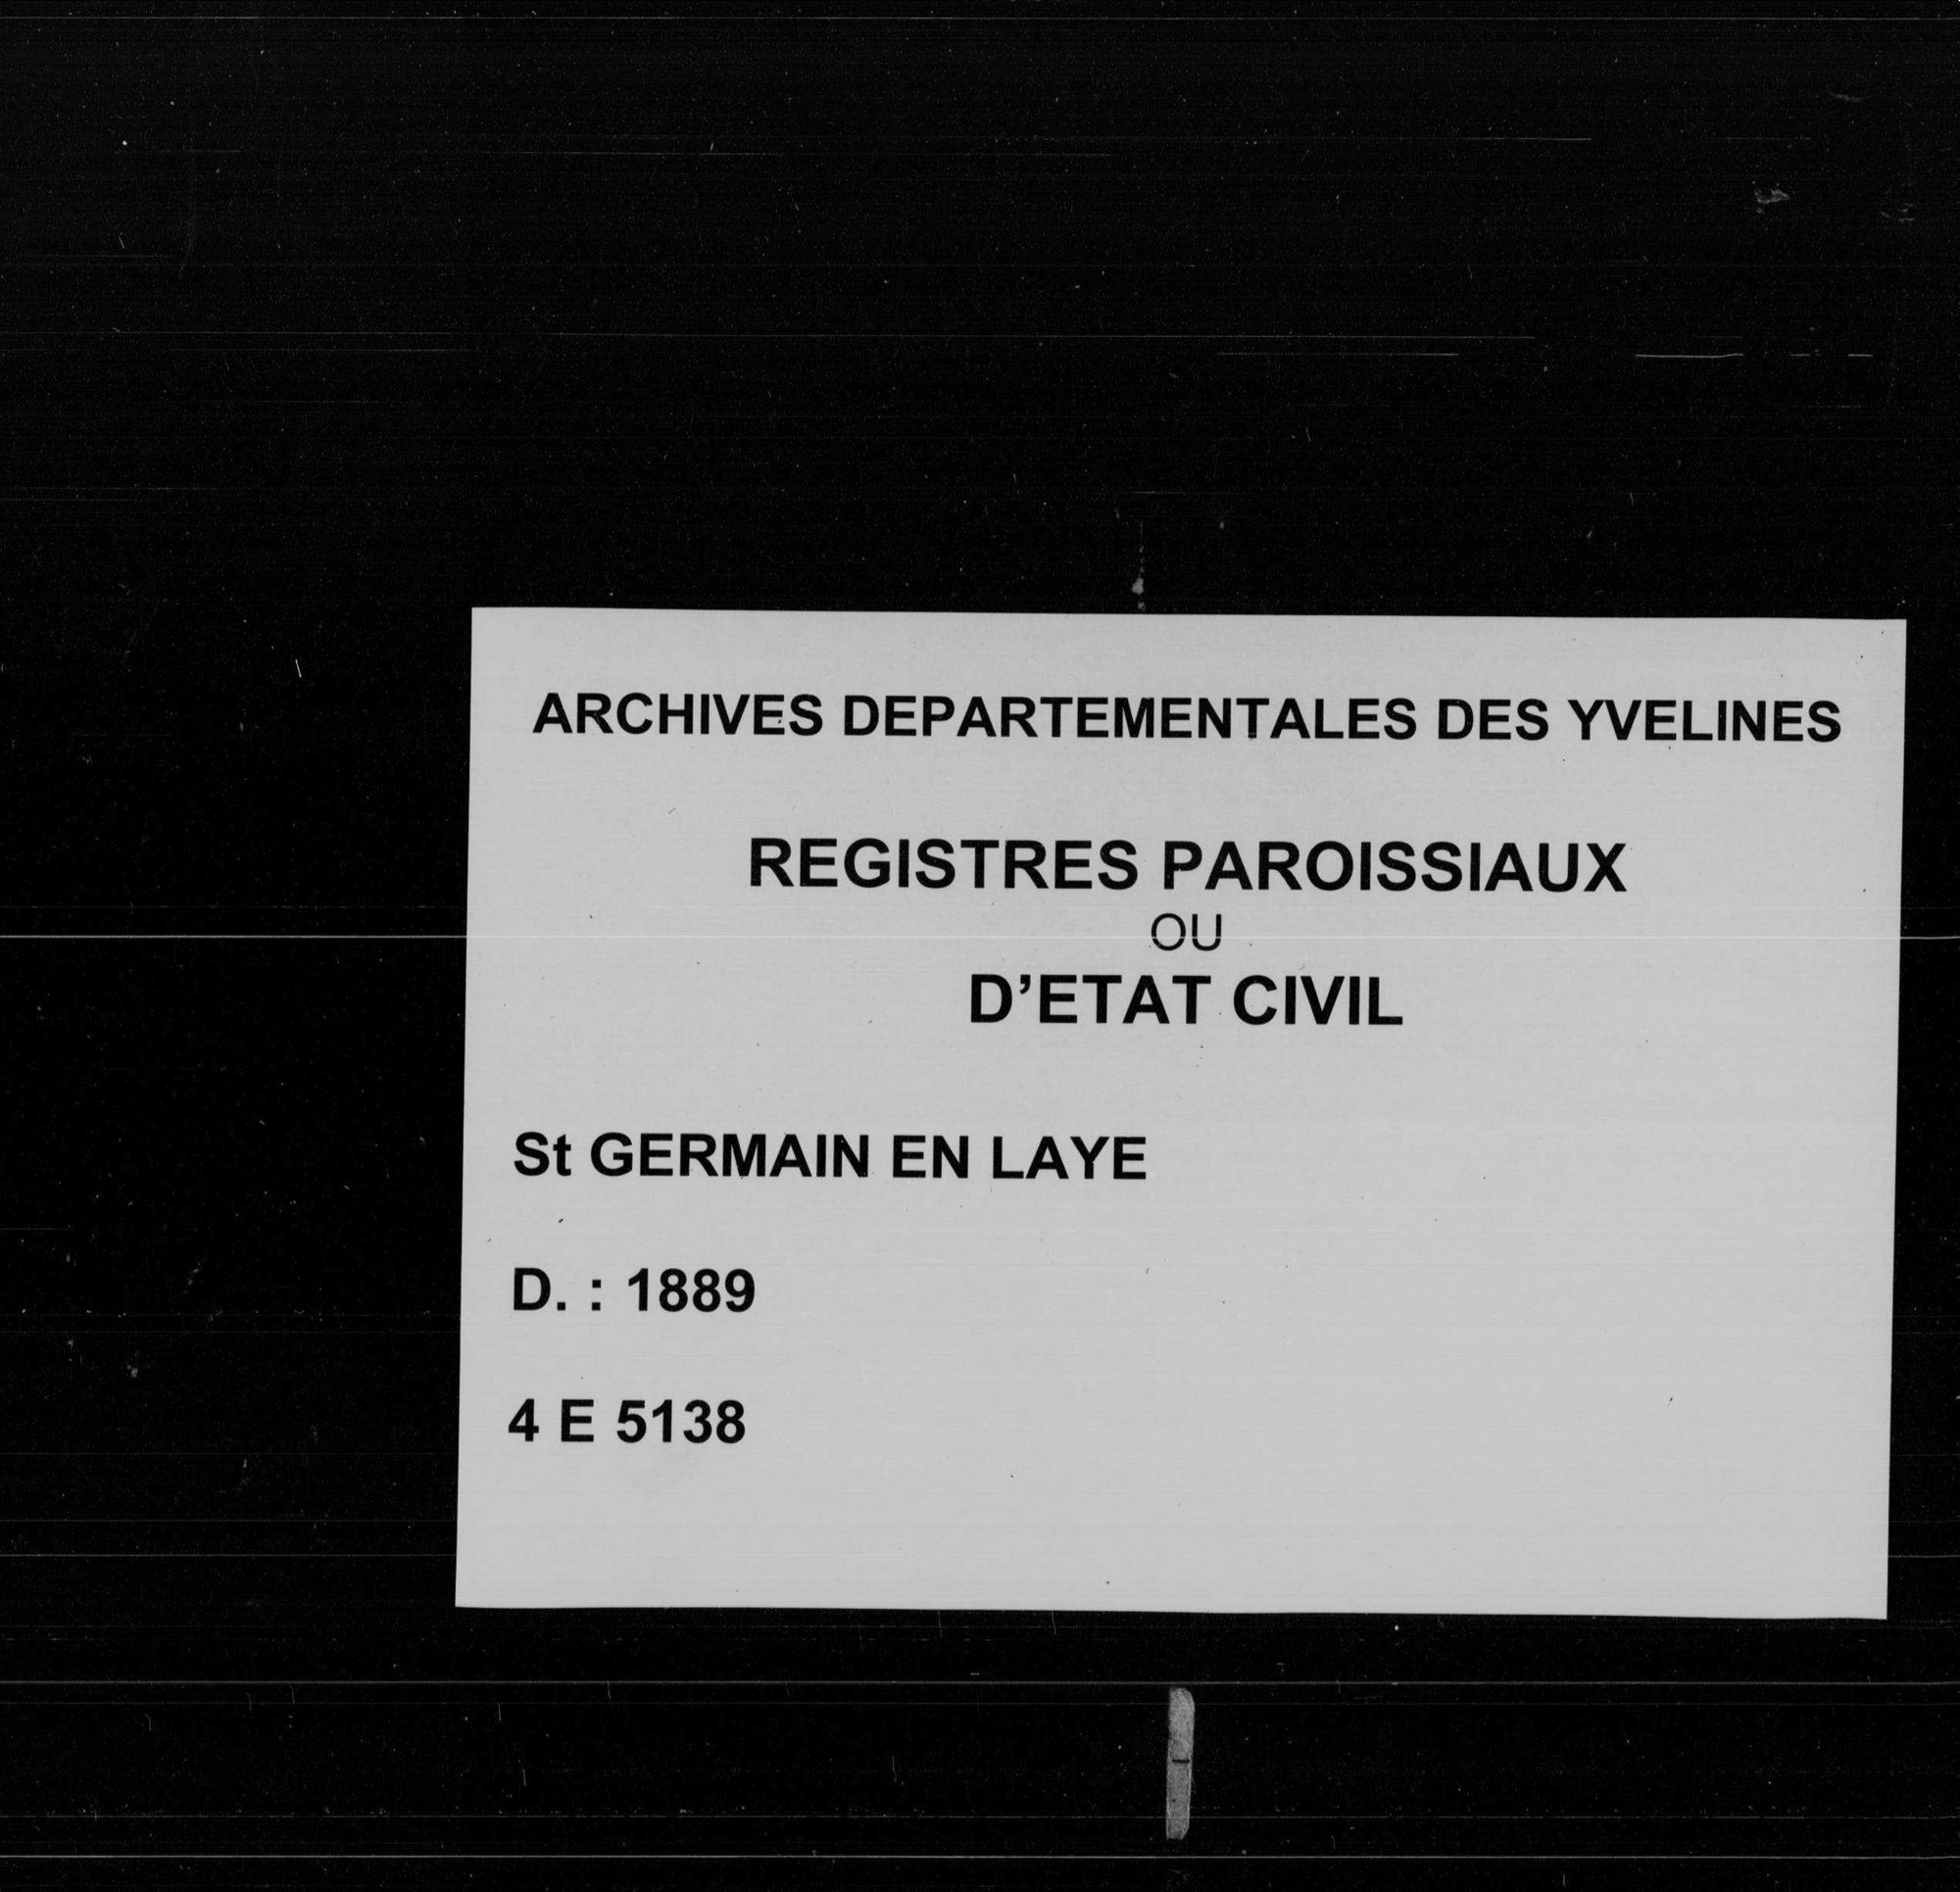 ARCHIVES DEPARTEMENTALES DES YVELINES
REGISTRES PAROISSIAUX
OU
D’ETAT CIVIL
St GERMAIN EN LAYE
D. : 1889
4 E 5138